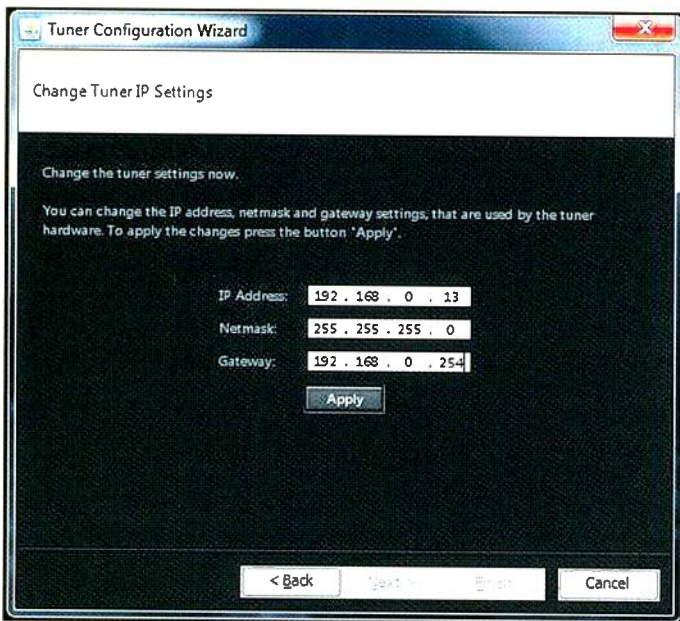 Tuner Configuration Wizard
Change Tuner IP Settings
Change the tuner settings now.
You can change the IP address, netmask and gateway settings, that are used by the tuner
hardware. To apply the changes press the button "Apply".
IP Address: 192 . 168 . 0 . 13
Netmask: 255 . 255 . 255 . 0
Gateway: 192 . 168 . 0 . 254
Apply
< Back Cancel